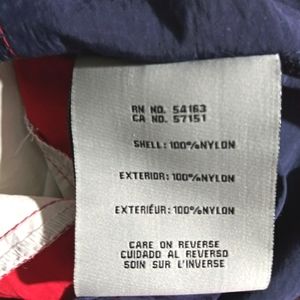 RN NO. 54163
CA NO. 57151
SHELL: 100%NYLON
EXTERIOR: 100%NYLON
EXTERIÉUR: 100%NYLON
CARE ON REVERSE
CUIDADO AL REVERSO
SOIN SUR L'INVERSE